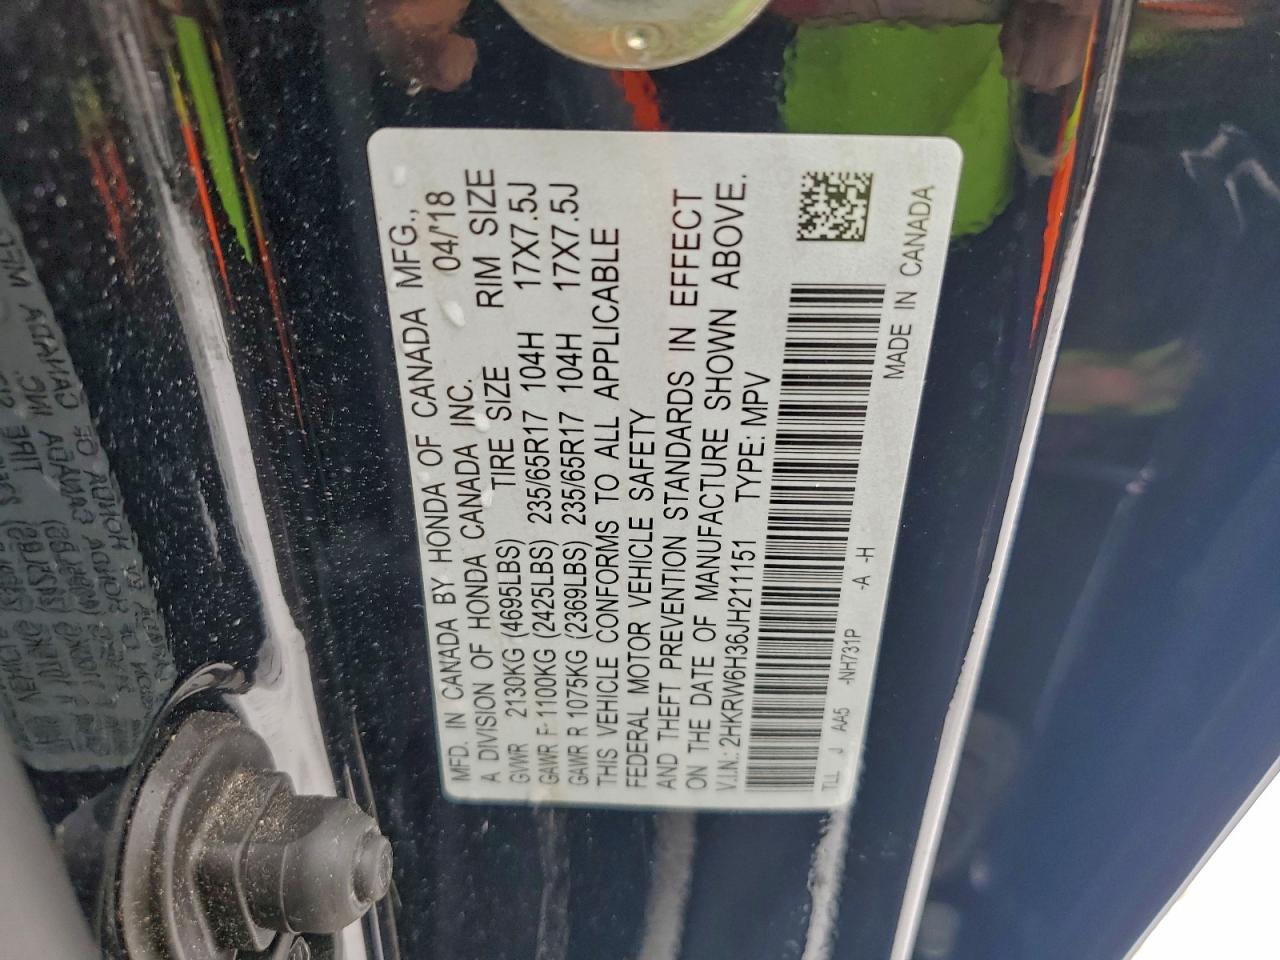 MFD. IN CANADA BY HONDA OF CANADA MFG.,
A DIVISION OF HONDA CANADA INC. 04/'18
GVWR 2130KG (4695LBS) TIRE SIZE RIM SIZE
GAWR F- 1100KG (2425LBS) 235/65R17 104H 17X7.5J
GAWR R 1075KG (2369LBS) 235/65R17 104H 17X7.5J
THIS VEHICLE CONFORMS TO ALL APPLICABLE
FEDERAL MOTOR VEHICLE SAFETY
AND THEFT PREVENTION STANDARDS IN EFFECT
ON THE DATE OF MANUFACTURE SHOWN ABOVE.
V.I.N.: 2HKRW6H36JH211151 TYPE: MPV
TLL J AA5 -NH731P -A -H MADE IN CANADA